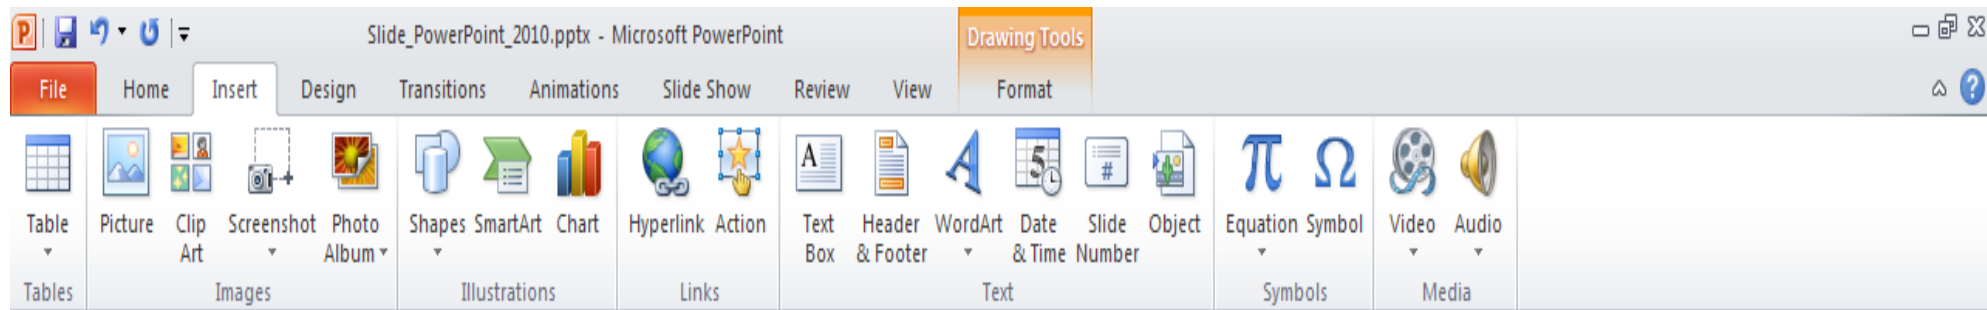 Slide_PowerPoint_2010.pptx - Microsoft PowerPoint
Drawing Tools
File Home Insert Design Transitions Animations Slide Show Review View Format
Table Picture Clip Art Screenshot Photo Album Shapes SmartArt Chart Hyperlink Action Text Box Header & Footer WordArt Date & Time Slide Number Object Equation Symbol Video Audio
Tables Images Illustrations Links Text Symbols Media